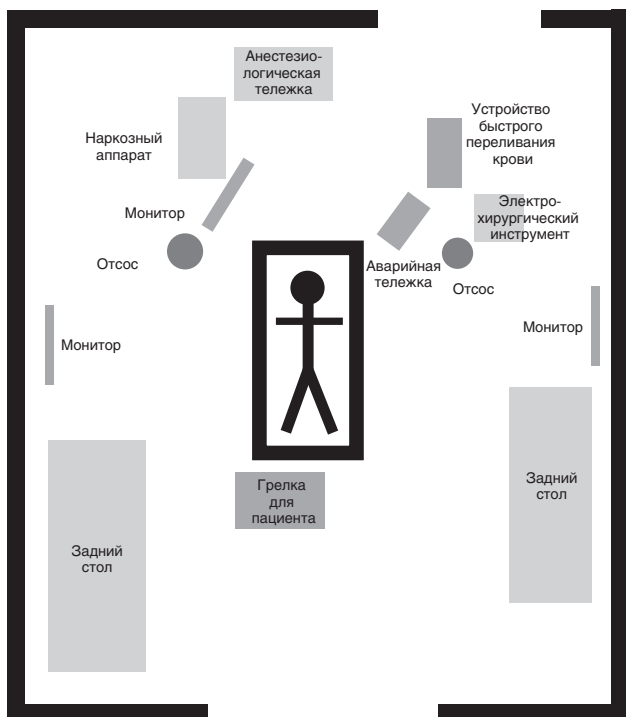 Анестезио-
логическая
тележка
Наркозный
аппарат
Устройство
быстрого
переливания
крови
Монитор
Электро-
хирургический
инструмент
Отсос
Аварийная
тележка
Отсос
Монитор
Монитор
Задний
стол
Грелка
для
пациента
Задний
стол